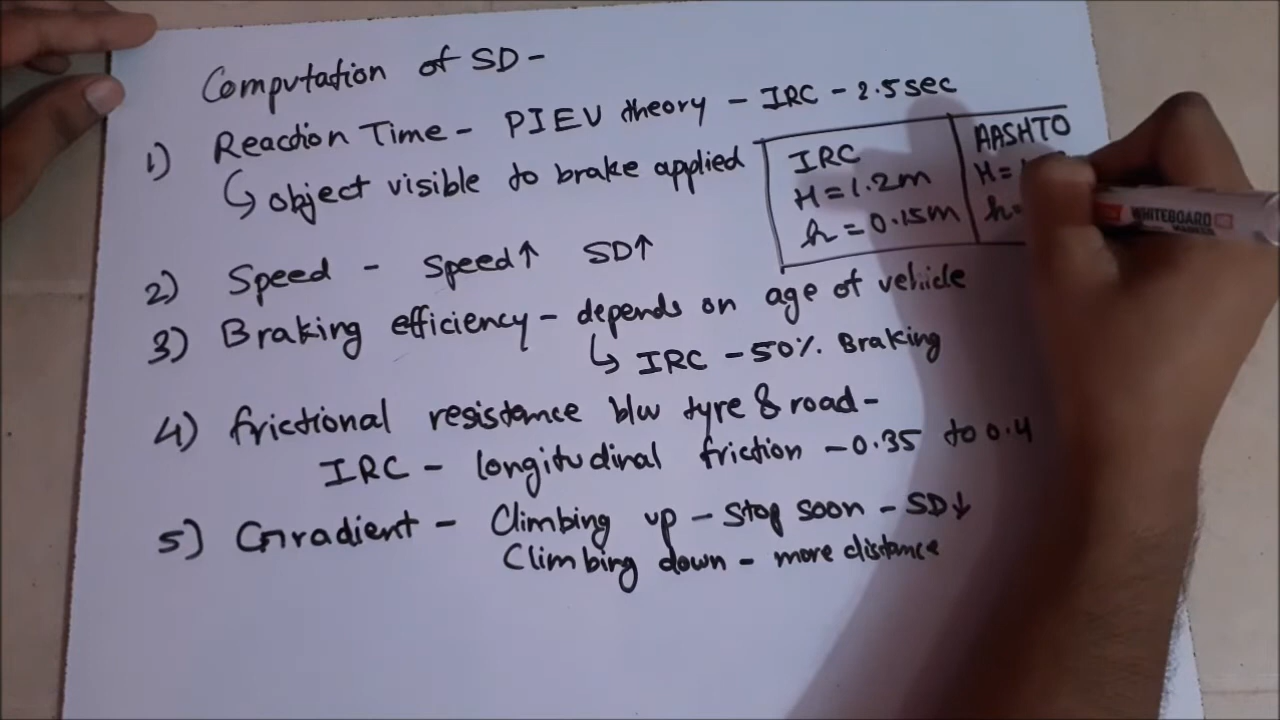 Computation of SD -
1) Reaction Time - PIEV theory - IRC - 2.5 sec
↳ object visible to brake applied
IRC
H = 1.2m
h = 0.15m
AASHTO
H =
h =
2) Speed - Speed↑ SD↑
3) Braking efficiency - depends on age of vehicle
↳ IRC - 50% Braking
4) frictional resistance b/w tyre & road -
IRC - longitudinal friction - 0.35 to 0.4
5) Gradient - Climbing up - Stop soon - SD↓
Climbing down - more distance
WHITEBOARD
MARKER